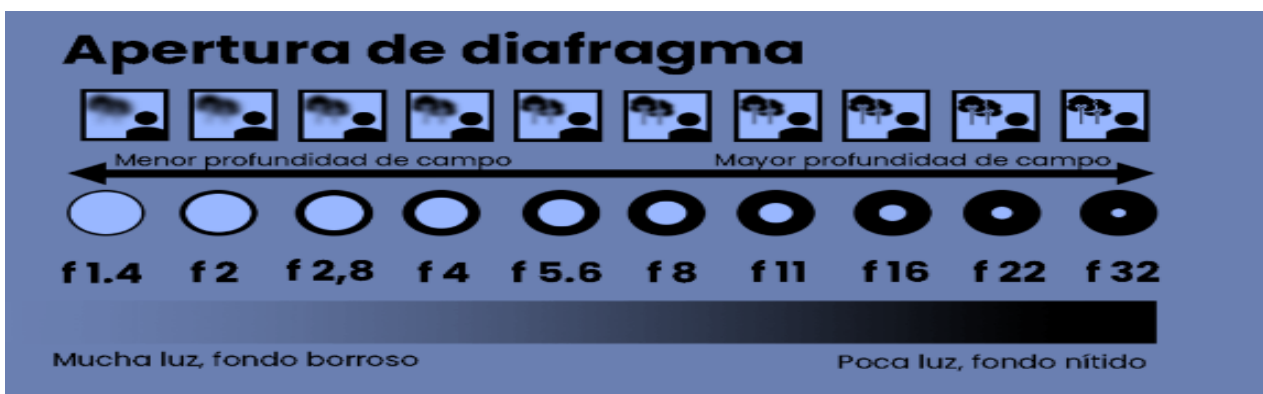 Apertura de diafragma
Menor profundidad de campo Mayor profundidad de campo
f 1.4 f 2 f 2,8 f 4 f 5.6 f 8 f 11 f 16 f 22 f 32
Mucha luz, fondo borroso Poca luz, fondo nítido